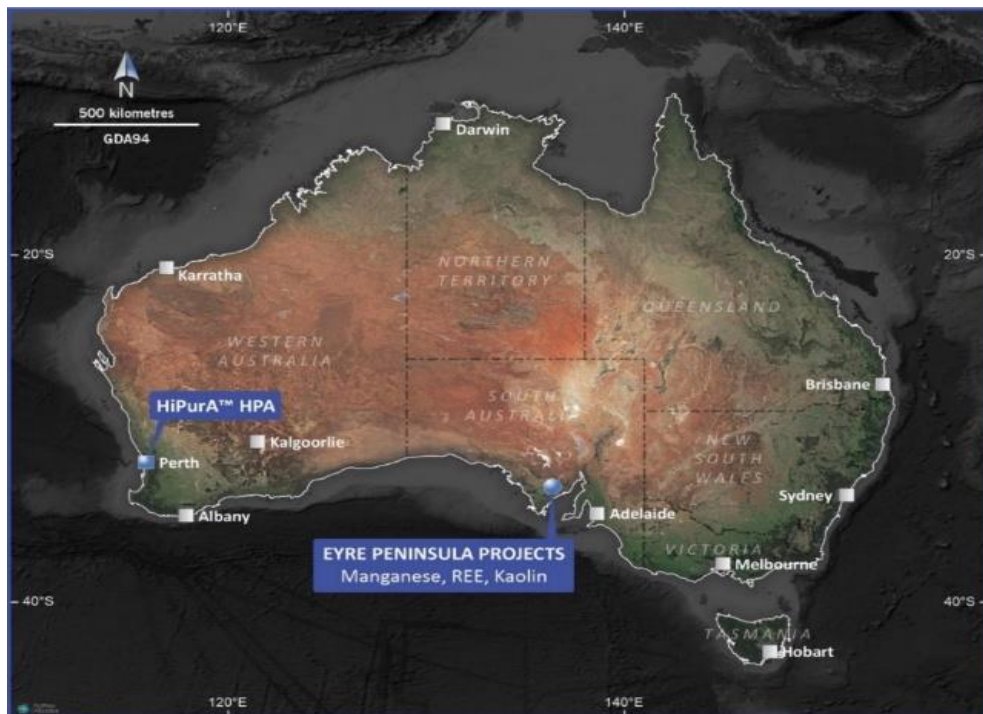 120°E
140°E
N
500 kilometres
GDA94
Darwin
20°S
20°S
Karratha
NORTHERN
TERRITORY
QUEENSLAND
WESTERN
AUSTRALIA
Brisbane
HiPurA™ HPA
SOUTH
AUSTRALI
Kalgoorlie
NEW
SOUTH
WALES
Perth
Sydney
Albany
Adelaide
EYRE PENINSULA PROJECTS
Manganese, REE, Kaolin
VICTORIA
Melbourne
40°S
40°S
TASMANIA
Hobart
120°E
140°E